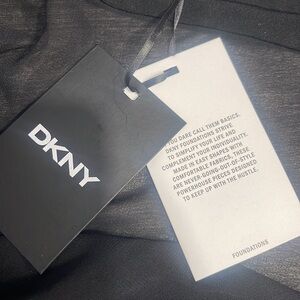 DKNY
YOU DARE CALL THEM BASICS.
DKNY FOUNDATIONS STRIVE
TO SIMPLIFY YOUR LIFE AND
COMPLEMENT YOUR INDIVIDUALITY.
MADE IN EASY SHAPES WITH
COMFORTABLE FABRICS, THESE
ARE NEVER-GOING-OUT-OF-STYLE
POWERHOUSE PIECES DESIGNED
TO KEEP UP WITH THE HUSTLE.
FOUNDATIONS